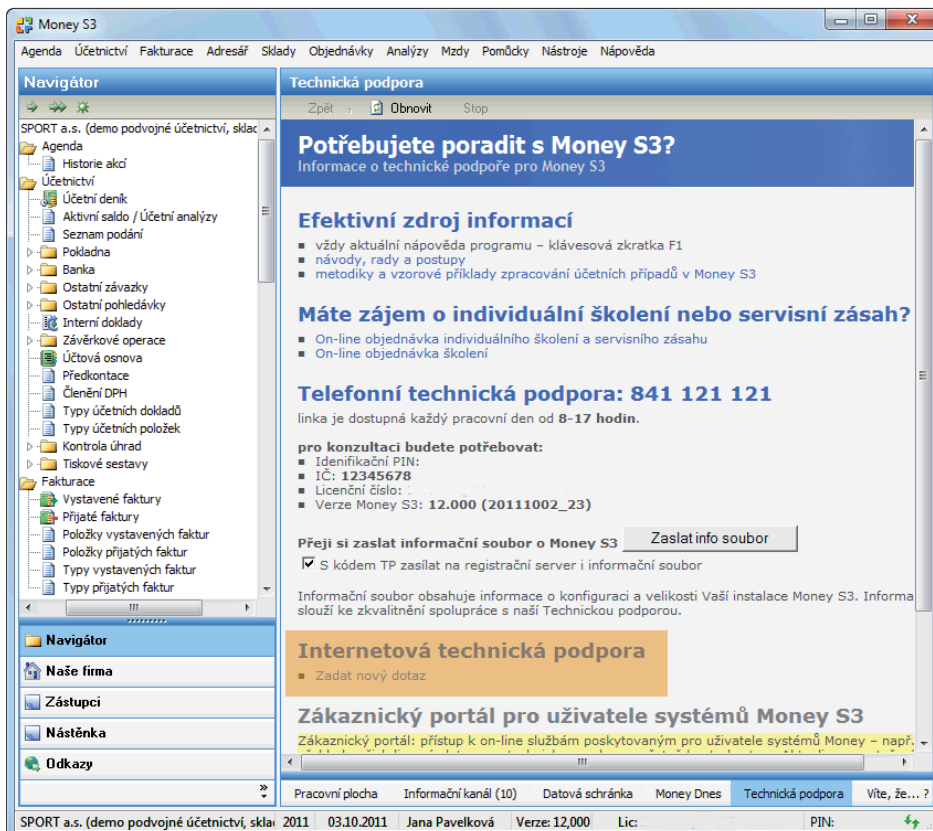 Money S3
Agenda Účetnictví Fakturace Adresář Sklady Objednávky Analýzy Mzdy Pomůcky Nástroje Nápověda
Navigátor
SPORT a.s. (demo podvojné účetnictví, sklad
Agenda
Historie akcí
Účetnictví
Účetní deník
Aktivní saldo / Účetní analýzy
Seznam podání
Pokladna
Banka
Ostatní závazky
Ostatní pohledávky
Interní doklady
Závěrkové operace
Účtová osnova
Předkontace
Členění DPH
Typy účetních dokladů
Typy účetních položek
Kontrola úhrad
Tiskové sestavy
Fakturace
Vystavené faktury
Přijaté faktury
Položky vystavených faktur
Položky přijatých faktur
Typy vystavených faktur
Typy přijatých faktur
Navigátor
Naše firma
Zástupci
Nástěnka
Odkazy
Technická podpora
Zpět Obnovit Stop
Potřebujete poradit s Money S3?
Informace o technické podpoře pro Money S3
Efektivní zdroj informací
vždy aktuální nápověda programu – klávesová zkratka F1
návody, rady a postupy
metodiky a vzorové příklady zpracování účetních případů v Money S3
Máte zájem o individuální školení nebo servisní zásah?
On-line objednávka individuálního školení a servisního zásahu
On-line objednávka školení
Telefonní technická podpora: 841 121 121
linka je dostupná každý pracovní den od 8-17 hodin.
pro konzultaci budete potřebovat:
Idenifikační PIN:
IČ: 12345678
Licenční číslo:
Verze Money S3: 12.000 (20111002_23)
Přeji si zaslat informační soubor o Money S3 Zaslat info soubor
S kódem TP zasílat na registrační server i informační soubor
Informační soubor obsahuje informace o konfiguraci a velikosti Vaší instalace Money S3. Informa
slouží ke zkvalitnění spolupráce s naší Technickou podporou.
Internetová technická podpora
Zadat nový dotaz
Zákaznický portál pro uživatele systémů Money S3
Zákaznický portál: přístup k on-line službám poskytovaným pro uživatele systémů Money – např.
Pracovní plocha Informační kanál (10) Datová schránka Money Dnes Technická podpora Víte, že... ?
SPORT a.s. (demo podvojné účetnictví, skla 2011 03.10.2011 Jana Pavelková Verze: 12,000 Lic: PIN: